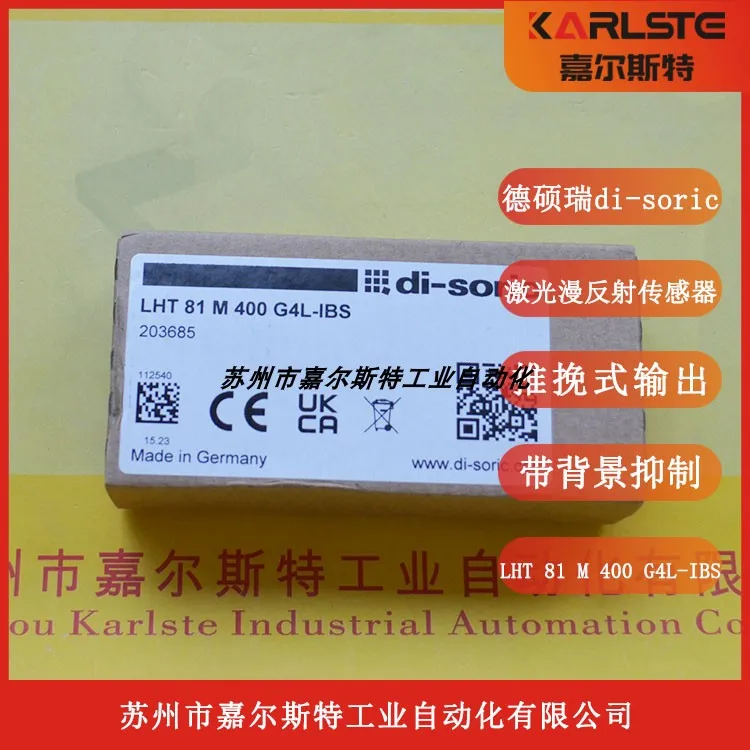 KARLSTE
嘉尔斯特
德硕瑞di-soric
激光漫反射传感器
推挽式输出
带背景抑制
LHT 81 M 400 G4L-IBS
di-soric
LHT 81 M 400 G4L-IBS
203685
112540
苏州市嘉尔斯特工业自动化
CE
UK
CA
15.23
Made in Germany
www.di-soric.
州市嘉尔斯特工业自动化有限
ou Karlste Industrial Automation Co
苏州市嘉尔斯特工业自动化有限公司